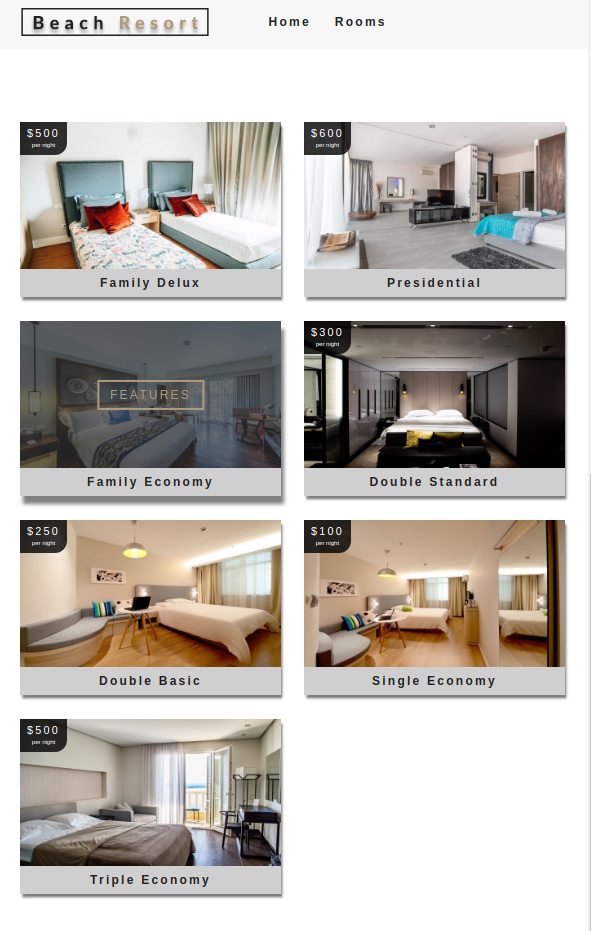 Beach Resort
Home Rooms
$500
per night
Family Delux
$600
per night
Presidential
FEATURES
Family Economy
$300
per night
Double Standard
$250
per night
Double Basic
$100
per night
Single Economy
$500
per night
Triple Economy